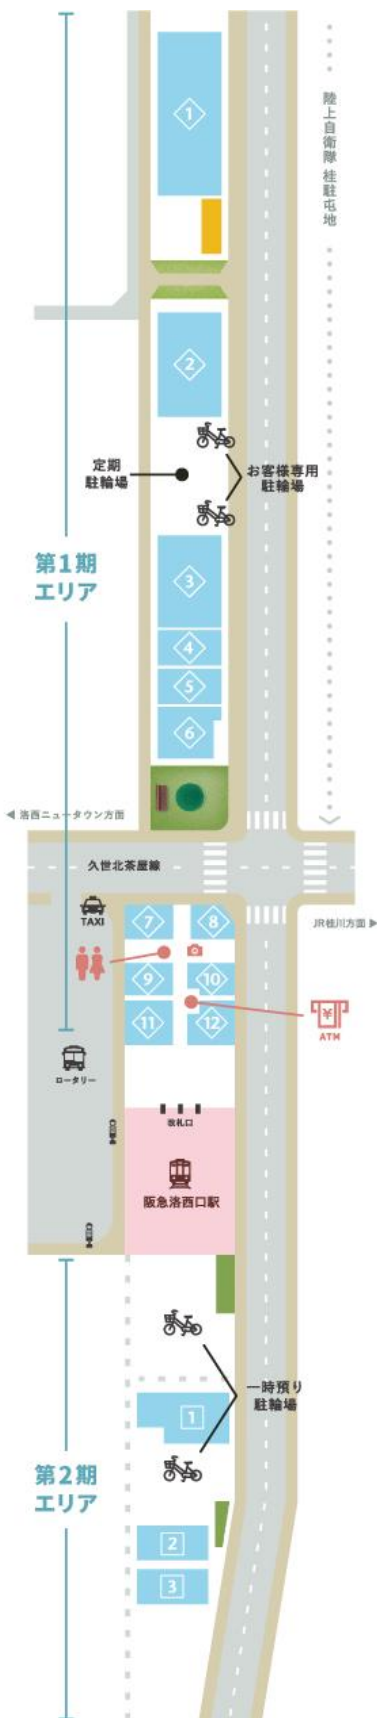 1
陸上自衛隊 桂駐屯地
2
定期
駐輪場
お客様専用
駐輪場
3
第1期
エリア
4
5
6
◀ 洛西ニュータウン方面
久世北茶屋線
TAXI
7
8
JR桂川方面 ▶
9
10
11
12
¥
ATM
ロータリー
改札口
阪急洛西口駅
一時預り
駐輪場
1
第2期
エリア
2
3